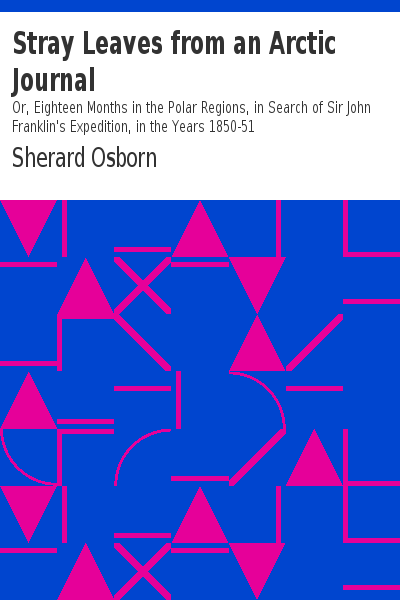 Stray Leaves from an Arctic
Journal
Or, Eighteen Months in the Polar Regions, in Search of Sir John
Franklin's Expedition, in the Years 1850-51
Sherard Osborn